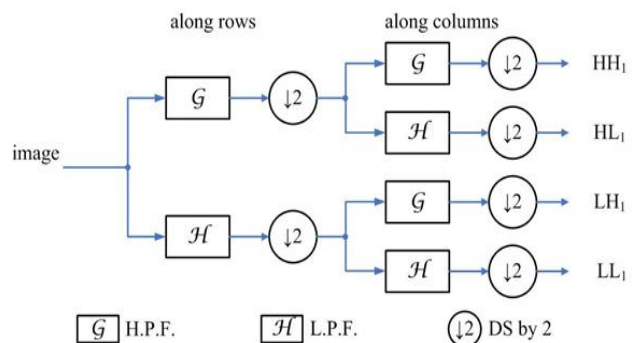 along rows
along columns
G
↓2
HH₁
G
↓2
H
↓2
HL₁
image
G
↓2
LH₁
H
↓2
H
↓2
LL₁
G H.P.F.
H L.P.F.
↓2 DS by 2